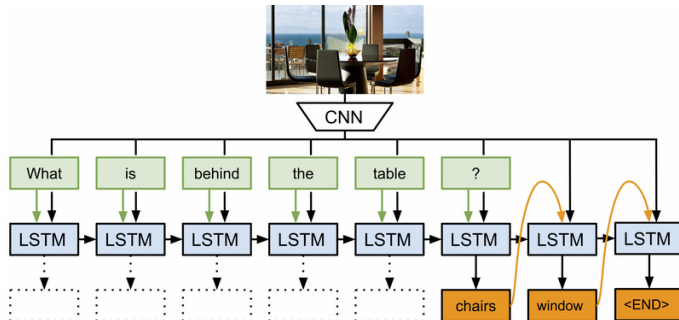 CNN
What is behind the table ?
LSTM LSTM LSTM LSTM LSTM LSTM LSTM LSTM
chairs window <END>